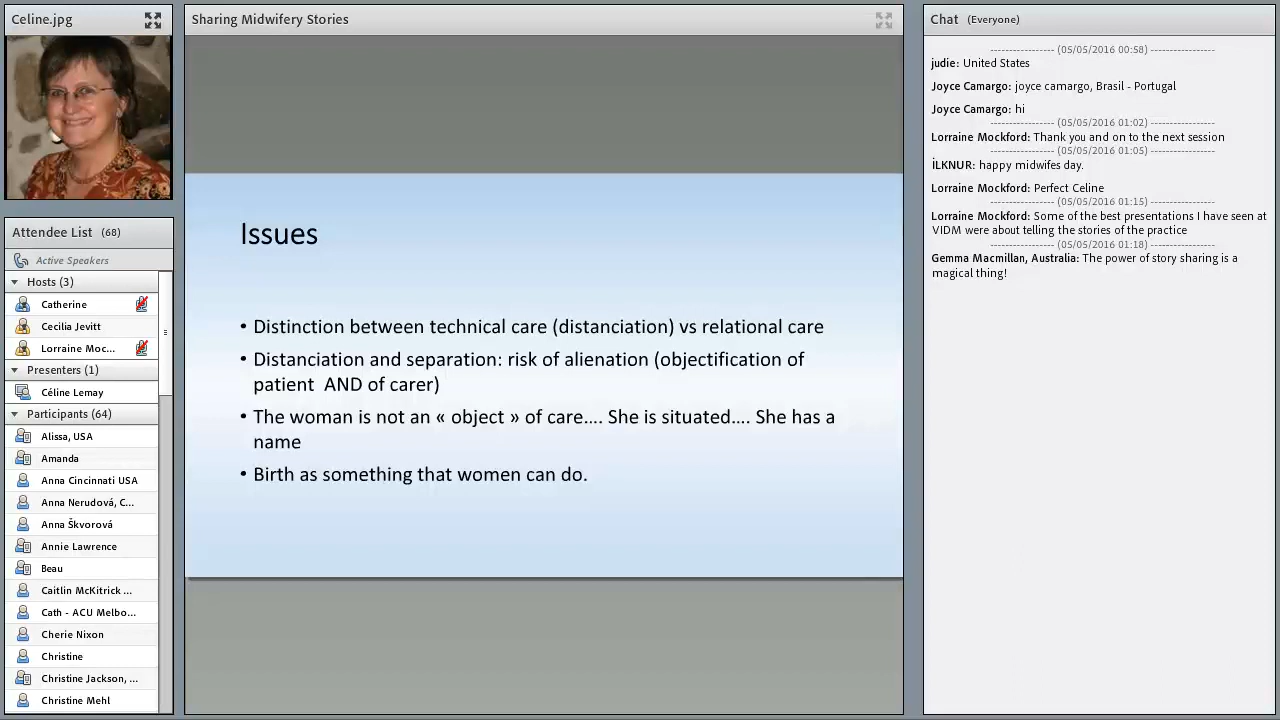 Celine.jpg
Attendee List (68)
Active Speakers
Hosts (3)
Catherine
Cecilia Jevitt
Lorraine Moc...
Presenters (1)
Céline Lemay
Participants (64)
Alissa, USA
Amanda
Anna Cincinnati USA
Anna Nerudová, C...
Anna Škvorová
Annie Lawrence
Beau
Caitlin McKitrick ...
Cath - ACU Melbo...
Cherie Nixon
Christine
Christine Jackson, ...
Christine Mehl
Sharing Midwifery Stories
Issues
• Distinction between technical care (distanciation) vs relational care
• Distanciation and separation: risk of alienation (objectification of
patient AND of carer)
• The woman is not an « object » of care.... She is situated.... She has a
name
• Birth as something that women can do.
Chat (Everyone)
----------------- (05/05/2016 00:58) -----------------
judie: United States
Joyce Camargo: joyce camargo, Brasil - Portugal
Joyce Camargo: hi
----------------- (05/05/2016 01:02) -----------------
Lorraine Mockford: Thank you and on to the next session
----------------- (05/05/2016 01:05) -----------------
İLKNUR: happy midwifes day.
Lorraine Mockford: Perfect Celine
----------------- (05/05/2016 01:15) -----------------
Lorraine Mockford: Some of the best presentations I have seen at
VIDM were about telling the stories of the practice
----------------- (05/05/2016 01:18) -----------------
Gemma Macmillan, Australia: The power of story sharing is a
magical thing!